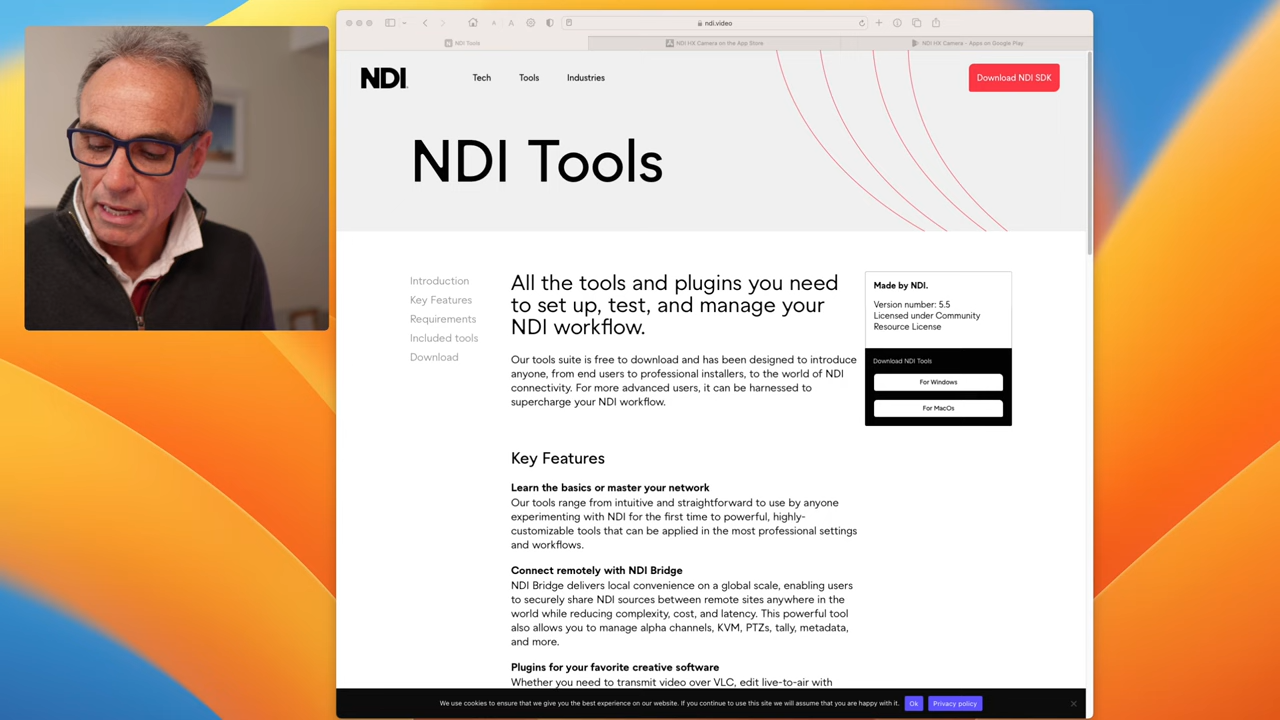 ndi.video
NDI Tools
NDI HX Camera on the App Store
NDI HX Camera - Apps on Google Play
NDI
Tech
Tools
Industries
Download NDI SDK
NDI Tools
Introduction
Key Features
Requirements
Included tools
Download
All the tools and plugins you need
to set up, test, and manage your
NDI workflow.
Our tools suite is free to download and has been designed to introduce
anyone, from end users to professional installers, to the world of NDI
connectivity. For more advanced users, it can be harnessed to
supercharge your NDI workflow.
Made by NDI.
Version number: 5.5
Licensed under Community
Resource License
Download NDI Tools
For Windows
For MacOs
Key Features
Learn the basics or master your network
Our tools range from intuitive and straightforward to use by anyone
experimenting with NDI for the first time to powerful, highly-
customizable tools that can be applied in the most professional settings
and workflows.
Connect remotely with NDI Bridge
NDI Bridge delivers local convenience on a global scale, enabling users
to securely share NDI sources between remote sites anywhere in the
world while reducing complexity, cost, and latency. This powerful tool
also allows you to manage alpha channels, KVM, PTZs, tally, metadata,
and more.
Plugins for your favorite creative software
Whether you need to transmit video over VLC, edit live-to-air with
We use cookies to ensure that we give you the best experience on our website. If you continue to use this site we will assume that you are happy with it.
Ok
Privacy policy